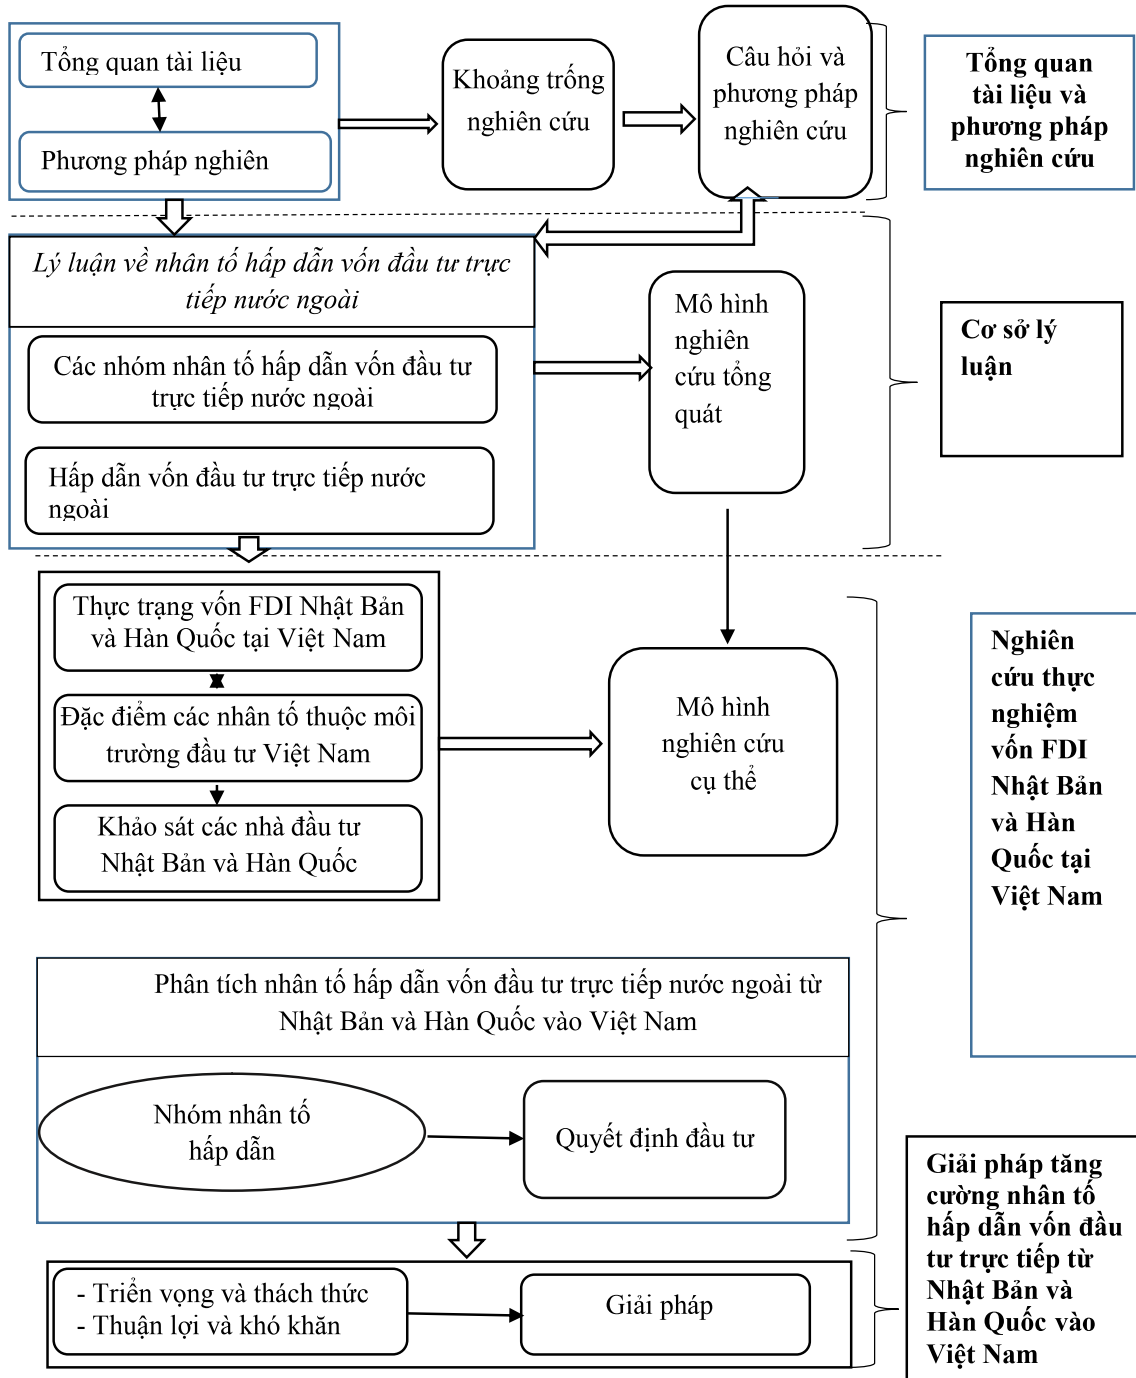 Tổng quan tài liệu
Phương pháp nghiên
Khoảng trống
nghiên cứu
Câu hỏi và
phương pháp
nghiên cứu
Tổng quan
tài liệu và
phương pháp
nghiên cứu
Lý luận về nhân tố hấp dẫn vốn đầu tư trực
tiếp nước ngoài
Các nhóm nhân tố hấp dẫn vốn đầu tư
trực tiếp nước ngoài
Hấp dẫn vốn đầu tư trực tiếp nước
ngoài
Mô hình
nghiên
cứu tổng
quát
Cơ sở lý
luận
Thực trạng vốn FDI Nhật Bản
và Hàn Quốc tại Việt Nam
Đặc điểm các nhân tố thuộc môi
trường đầu tư Việt Nam
Khảo sát các nhà đầu tư
Nhật Bản và Hàn Quốc
Mô hình
nghiên cứu
cụ thể
Nghiên
cứu thực
nghiệm
vốn FDI
Nhật Bản
và Hàn
Quốc tại
Việt Nam
Phân tích nhân tố hấp dẫn vốn đầu tư trực tiếp nước ngoài từ
Nhật Bản và Hàn Quốc vào Việt Nam
Nhóm nhân tố
hấp dẫn
Quyết định đầu tư
- Triển vọng và thách thức
- Thuận lợi và khó khăn
Giải pháp
Giải pháp tăng
cường nhân tố
hấp dẫn vốn đầu
tư trực tiếp từ
Nhật Bản và
Hàn Quốc vào
Việt Nam